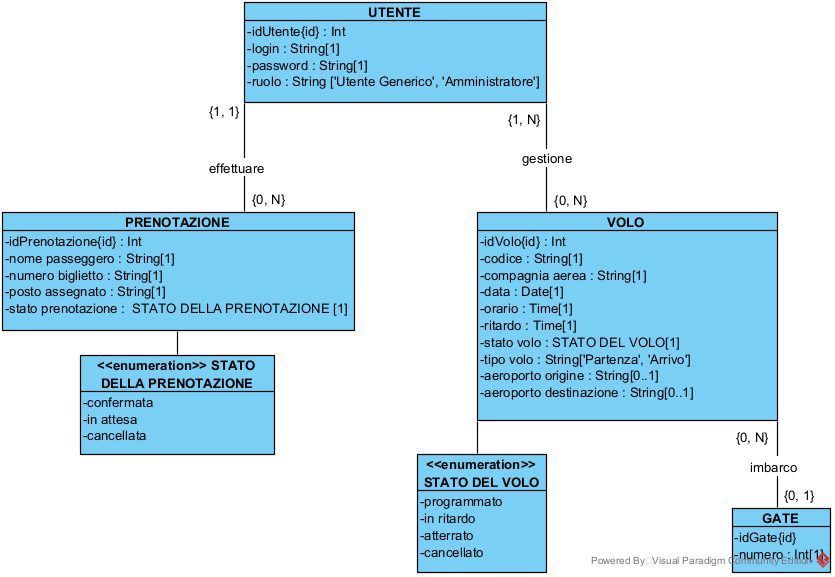 UTENTE
-idUtente{id} : Int
-login : String[1]
-password : String[1]
-ruolo : String ['Utente Generico', 'Amministratore']
{1, 1}
{1, N}
effettuare
gestione
{0, N}
{0, N}
PRENOTAZIONE
-idPrenotazione{id} : Int
-nome passeggero : String[1]
-numero biglietto : String[1]
-posto assegnato : String[1]
-stato prenotazione : STATO DELLA PRENOTAZIONE [1]
VOLO
-idVolo{id} : Int
-codice : String[1]
-compagnia aerea : String[1]
-data : Date[1]
-orario : Time[1]
-ritardo : Time[1]
-stato volo : STATO DEL VOLO[1]
-tipo volo : String['Partenza', 'Arrivo']
-aeroporto origine : String[0..1]
-aeroporto destinazione : String[0..1]
<<enumeration>> STATO
DELLA PRENOTAZIONE
-confermata
-in attesa
-cancellata
{0, N}
imbarco
{0, 1}
<<enumeration>>
STATO DEL VOLO
-programmato
-in ritardo
-atterrato
-cancellato
GATE
-idGate{id}
-numero : Int[1]
Powered By Visual Paradigm Community Edition